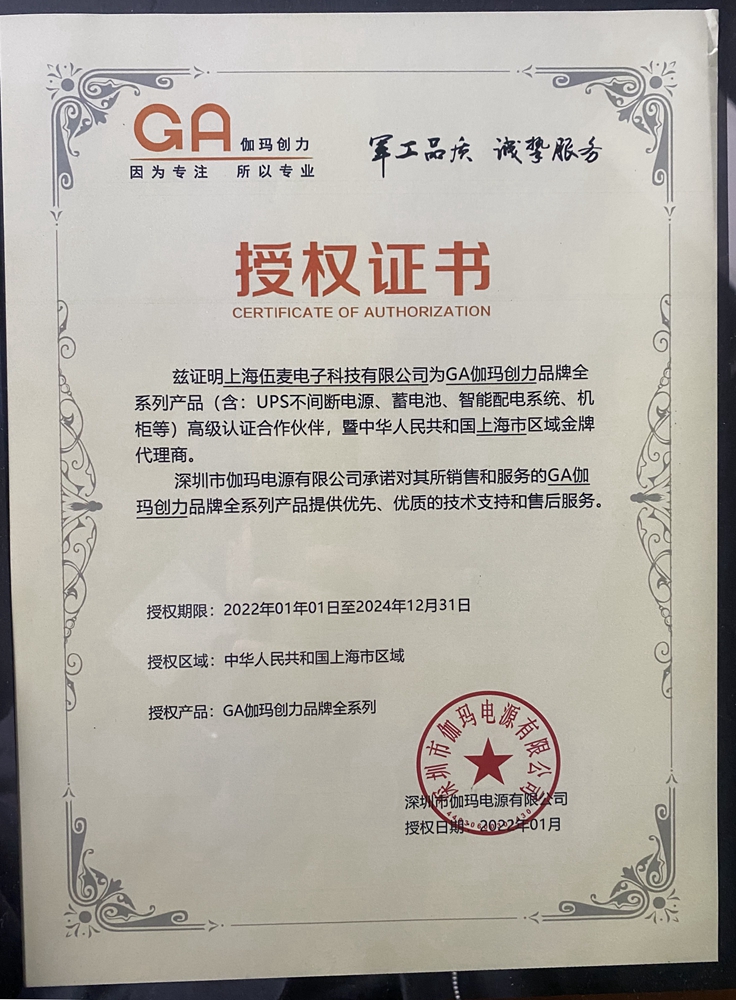 GA 伽玛创力
因为专注 所以专业
军工品质 诚挚服务
授权证书
CERTIFICATE OF AUTHORIZATION
兹证明上海伍麦电子科技有限公司为GA伽玛创力品牌全
系列产品（含：UPS不间断电源、蓄电池、智能配电系统、机
柜等）高级认证合作伙伴，暨中华人民共和国上海市区域金牌
代理商。
深圳市伽玛电源有限公司承诺对其所销售和服务的GA伽
玛创力品牌全系列产品提供优先、优质的技术支持和售后服务。
授权期限：2022年01年01日至2024年12月31日
授权区域：中华人民共和国上海市区域
授权产品：GA伽玛创力品牌全系列
深圳市伽玛电源有限公司
深圳市伽玛电源有限公司
授权日期：2022年01月